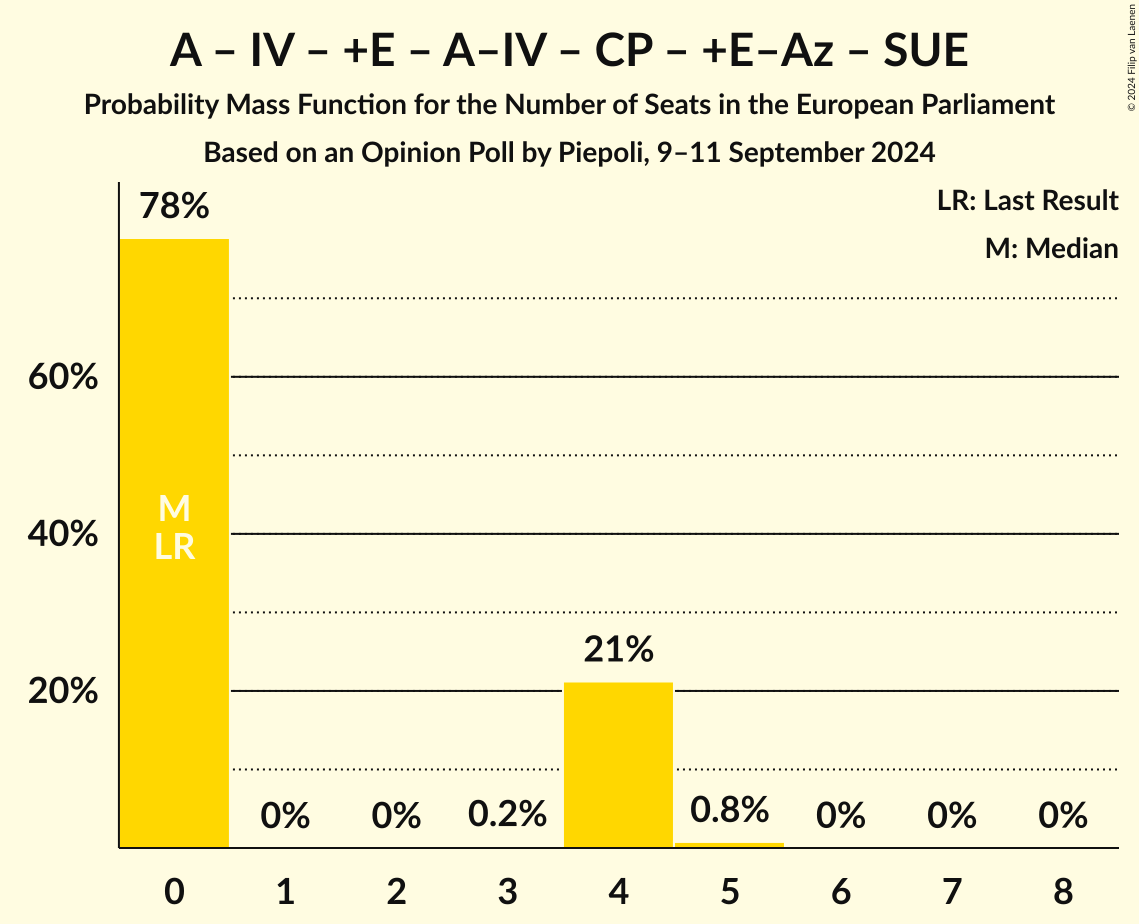 A – IV – +E – A–IV – CP – +E–Az – SUE
Probability Mass Function for the Number of Seats in the European Parliament
Based on an Opinion Poll by Piepoli, 9–11 September 2024
© 2024 Filip van Laenen
LR: Last Result
M: Median
78%
60%
40%
20%
M
LR
0%
0%
0.2%
21%
0.8%
0%
0%
0%
0 1 2 3 4 5 6 7 8